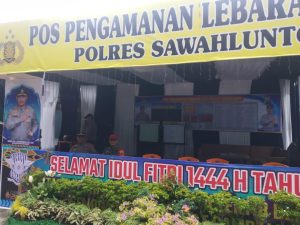 POS PENGAMANAN LEBARA
POLRES SAWAHLUNTO
SELAMAT IDUL FITRI 1444 H TAHU